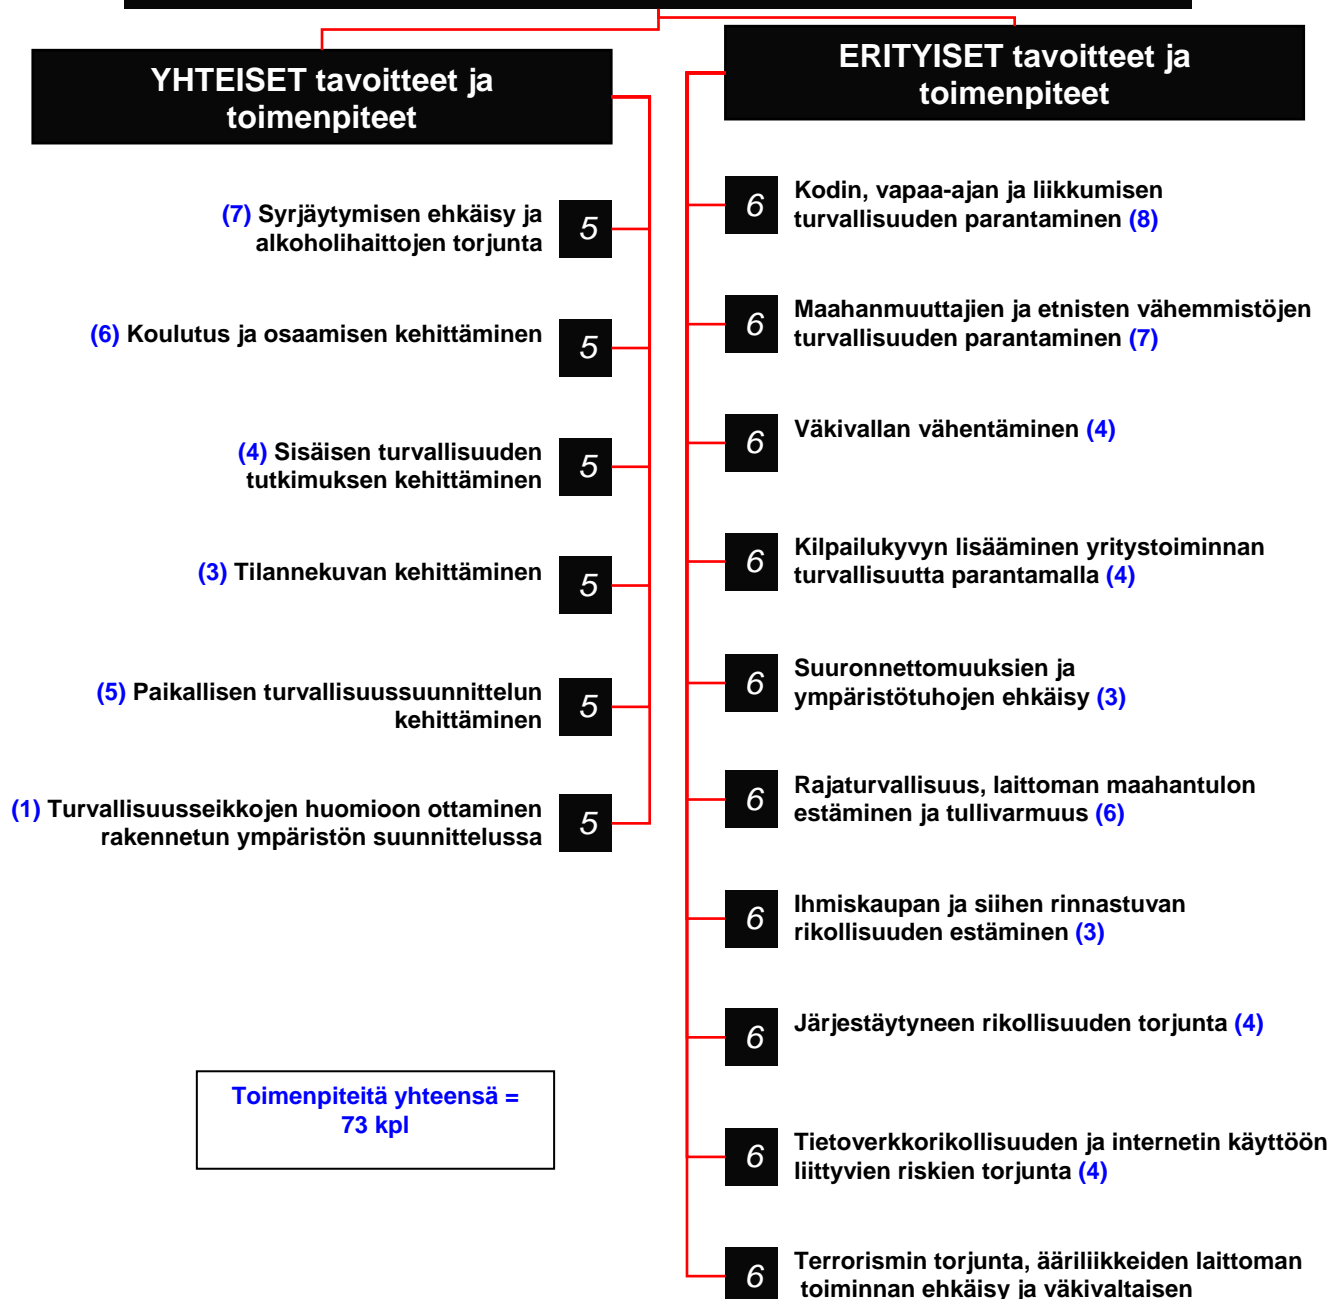 YHTEISET tavoitteet ja
toimenpiteet
(7) Syrjäytymisen ehkäisy ja
alkoholihaittojen torjunta
5
(6) Koulutus ja osaamisen kehittäminen
5
(4) Sisäisen turvallisuuden
tutkimuksen kehittäminen
5
(3) Tilannekuvan kehittäminen
5
(5) Paikallisen turvallisuussuunnittelun
kehittäminen
5
(1) Turvallisuusseikkojen huomioon ottaminen
rakennetun ympäristön suunnittelussa
5
Toimenpiteitä yhteensä =
73 kpl
ERITYISET tavoitteet ja
toimenpiteet
6
Kodin, vapaa-ajan ja liikkumisen
turvallisuuden parantaminen (8)
6
Maahanmuuttajien ja etnisten vähemmistöjen
turvallisuuden parantaminen (7)
6
Väkivallan vähentäminen (4)
6
Kilpailukyvyn lisääminen yritystoiminnan
turvallisuutta parantamalla (4)
6
Suuronnettomuuksien ja
ympäristötuhojen ehkäisy (3)
6
Rajaturvallisuus, laittoman maahantulon
estäminen ja tullivarmuus (6)
6
Ihmiskaupan ja siihen rinnastuvan
rikollisuuden estäminen (3)
6
Järjestäytyneen rikollisuuden torjunta (4)
6
Tietoverkkorikollisuuden ja internetin käyttöön
liittyvien riskien torjunta (4)
6
Terrorismin torjunta, ääriliikkeiden laittoman
toiminnan ehkäisy ja väkivaltaisen